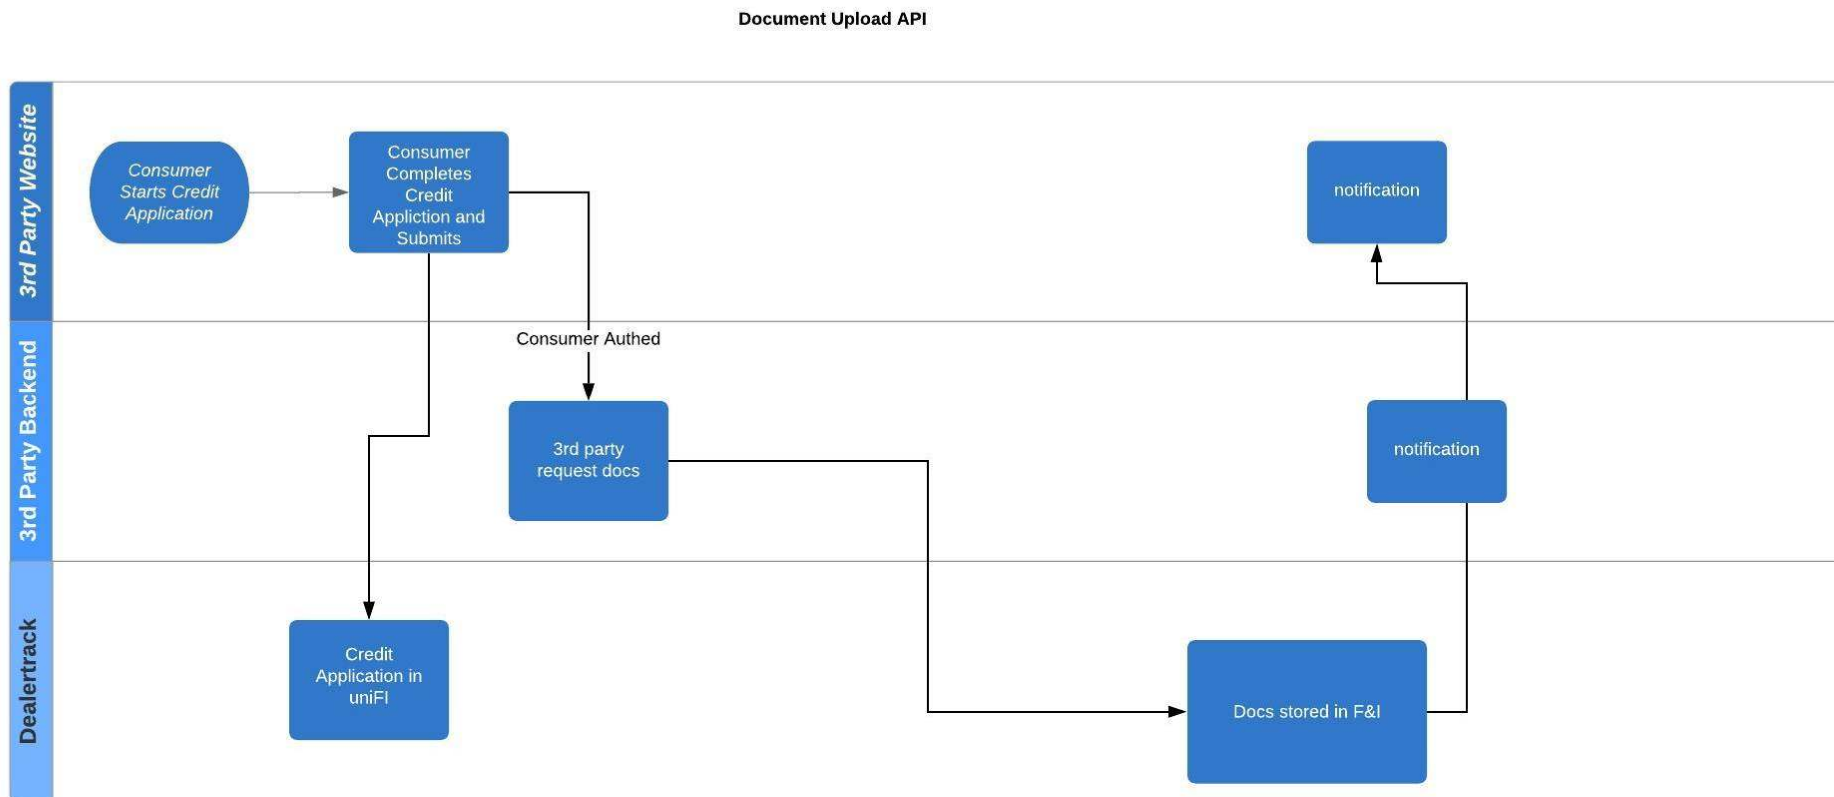 Document Upload API
3rd Party Website
Consumer
Starts Credit
Application
Consumer
Completes
Credit
Appliction and
Submits
notification
3rd Party Backend
Consumer Authed
3rd party
request docs
notification
Dealertrack
Credit
Application in
uniFI
Docs stored in F&I